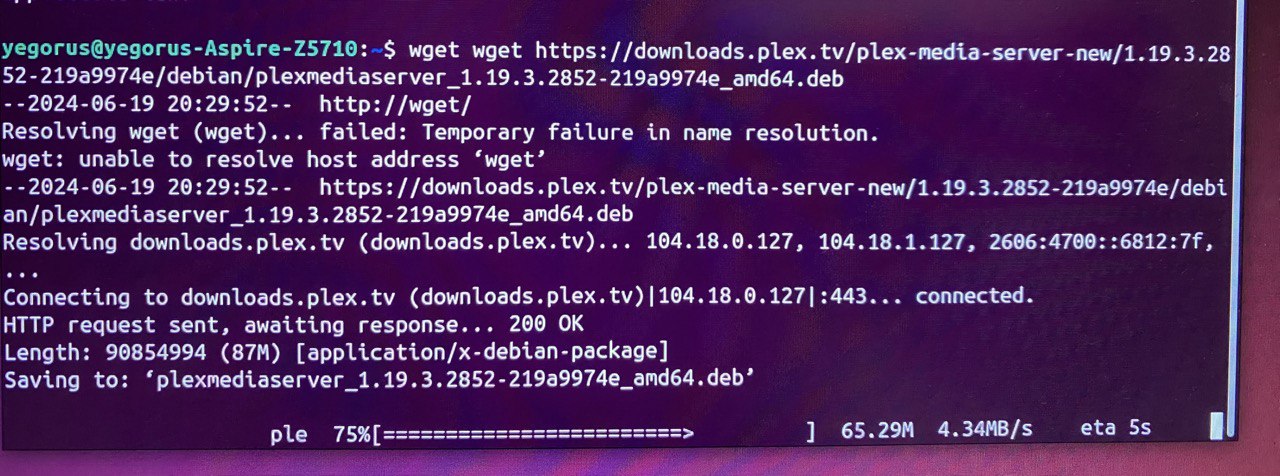 yegorus@yegorus-Aspire-Z5710:~$ wget wget https://downloads.plex.tv/plex-media-server-new/1.19.3.28
52-219a9974e/debian/plexmediaserver_1.19.3.2852-219a9974e_amd64.deb
--2024-06-19 20:29:52--  http://wget/
Resolving wget (wget)... failed: Temporary failure in name resolution.
wget: unable to resolve host address ‘wget’
--2024-06-19 20:29:52--  https://downloads.plex.tv/plex-media-server-new/1.19.3.2852-219a9974e/debi
an/plexmediaserver_1.19.3.2852-219a9974e_amd64.deb
Resolving downloads.plex.tv (downloads.plex.tv)... 104.18.0.127, 104.18.1.127, 2606:4700::6812:7f,
...
Connecting to downloads.plex.tv (downloads.plex.tv)|104.18.0.127|:443... connected.
HTTP request sent, awaiting response... 200 OK
Length: 90854994 (87M) [application/x-debian-package]
Saving to: ‘plexmediaserver_1.19.3.2852-219a9974e_amd64.deb’
ple  75%[========================>         ]  65.29M  4.34MB/s    eta 5s